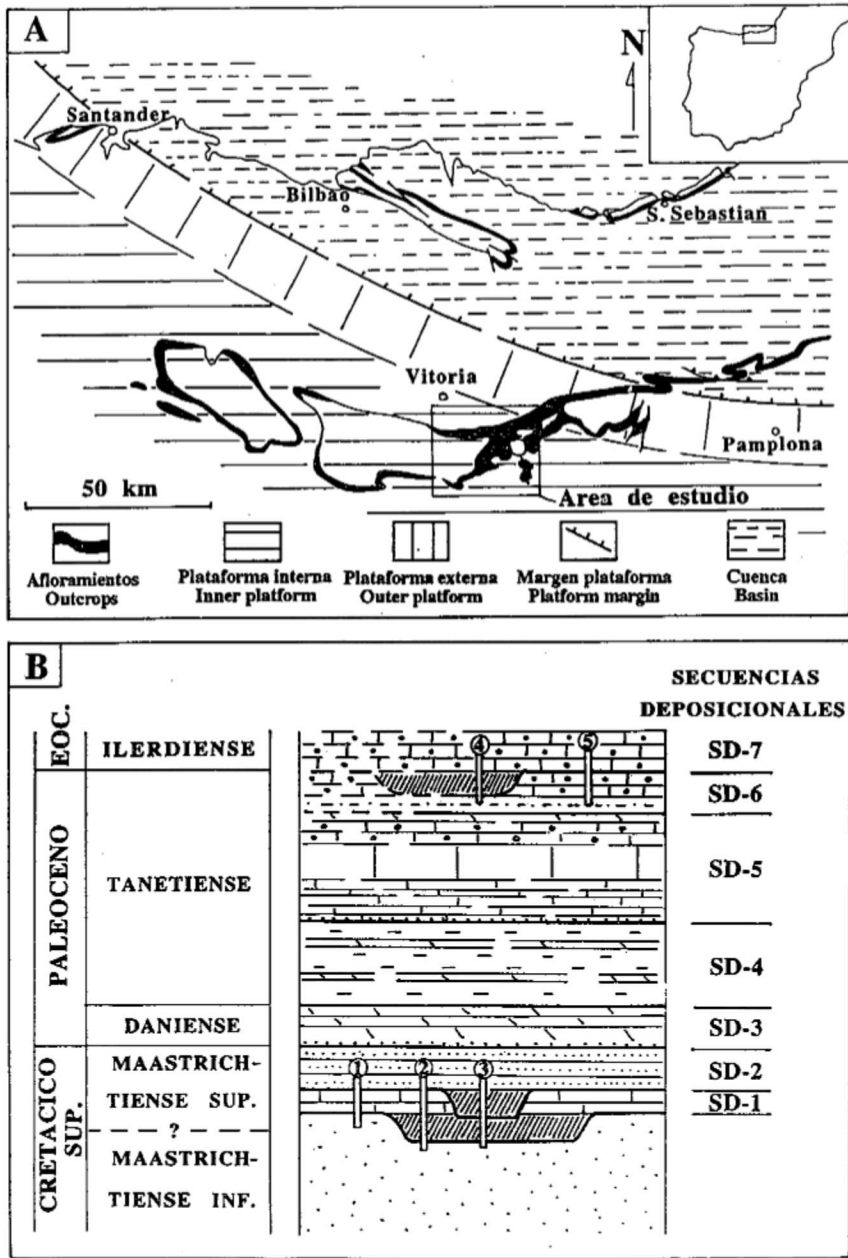 A
N
Santander
Bilbao
S. Sebastian
Vitoria
Pamplona
50 km
Area de estudio
Afloramientos
Outcrops
Plataforma interna
Inner platform
Plataforma externa
Outer platform
Margen plataforma
Platform margin
Cuenca
Basin
B
SECUENCIAS
DEPOSICIONALES
EOC.
ILERDIENSE
4
5
SD-7
SD-6
PALEOCENO
TANETIENSE
SD-5
SD-4
DANIENSE
SD-3
CRETACICO
SUP.
MAASTRICH-
TIENSE SUP.
?
MAASTRICH-
TIENSE INF.
1
2
3
SD-2
SD-1